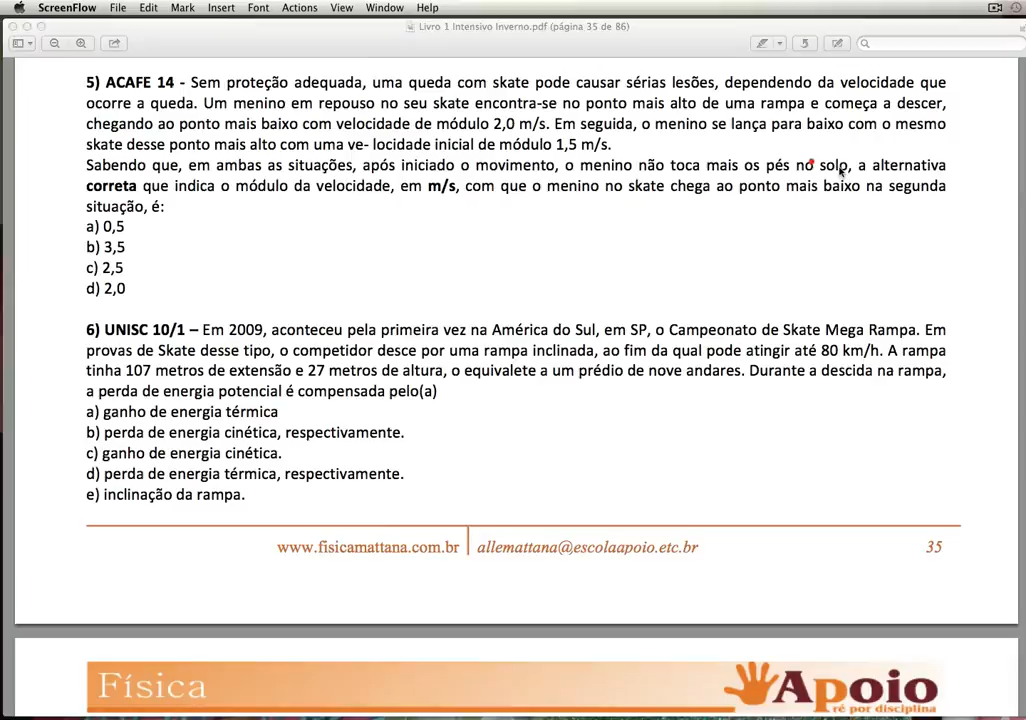 ScreenFlow File Edit Mark Insert Font Actions View Window Help
Livro 1 Intensivo Inverno.pdf (página 35 de 86)
5) ACAFE 14 - Sem proteção adequada, uma queda com skate pode causar sérias lesões, dependendo da velocidade que
ocorre a queda. Um menino em repouso no seu skate encontra-se no ponto mais alto de uma rampa e começa a descer,
chegando ao ponto mais baixo com velocidade de módulo 2,0 m/s. Em seguida, o menino se lança para baixo com o mesmo
skate desse ponto mais alto com uma ve- locidade inicial de módulo 1,5 m/s.
Sabendo que, em ambas as situações, após iniciado o movimento, o menino não toca mais os pés no solo, a alternativa
correta que indica o módulo da velocidade, em m/s, com que o menino no skate chega ao ponto mais baixo na segunda
situação, é:
a) 0,5
b) 3,5
c) 2,5
d) 2,0
6) UNISC 10/1 – Em 2009, aconteceu pela primeira vez na América do Sul, em SP, o Campeonato de Skate Mega Rampa. Em
provas de Skate desse tipo, o competidor desce por uma rampa inclinada, ao fim da qual pode atingir até 80 km/h. A rampa
tinha 107 metros de extensão e 27 metros de altura, o equivalete a um prédio de nove andares. Durante a descida na rampa,
a perda de energia potencial é compensada pelo(a)
a) ganho de energia térmica
b) perda de energia cinética, respectivamente.
c) ganho de energia cinética.
d) perda de energia térmica, respectivamente.
e) inclinação da rampa.
www.fisicamattana.com.br allemattana@escolaapoio.etc.br 35
Física Apoio
ré por disciplina